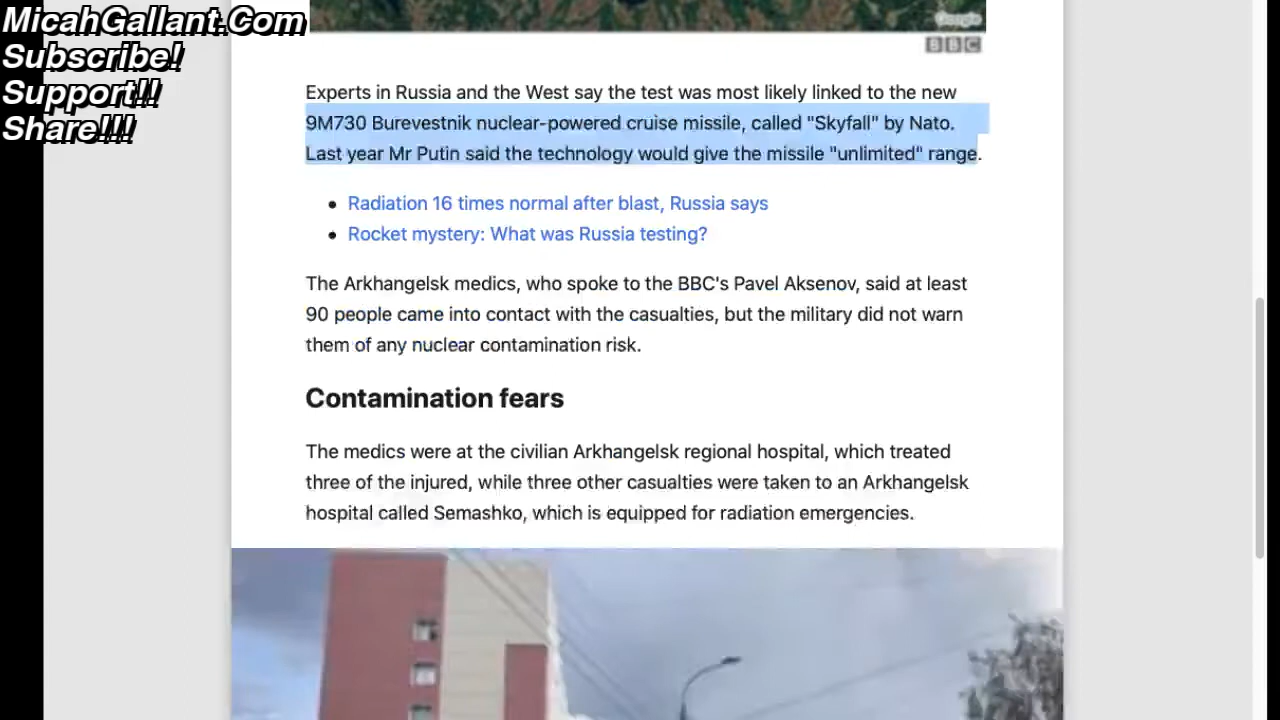 MicahGallant.Com
Subscribe!
Support!!
Share!!!
Google
BBC
Experts in Russia and the West say the test was most likely linked to the new
9M730 Burevestnik nuclear-powered cruise missile, called "Skyfall" by Nato.
Last year Mr Putin said the technology would give the missile "unlimited" range.
Radiation 16 times normal after blast, Russia says
Rocket mystery: What was Russia testing?
The Arkhangelsk medics, who spoke to the BBC's Pavel Aksenov, said at least
90 people came into contact with the casualties, but the military did not warn
them of any nuclear contamination risk.
Contamination fears
The medics were at the civilian Arkhangelsk regional hospital, which treated
three of the injured, while three other casualties were taken to an Arkhangelsk
hospital called Semashko, which is equipped for radiation emergencies.